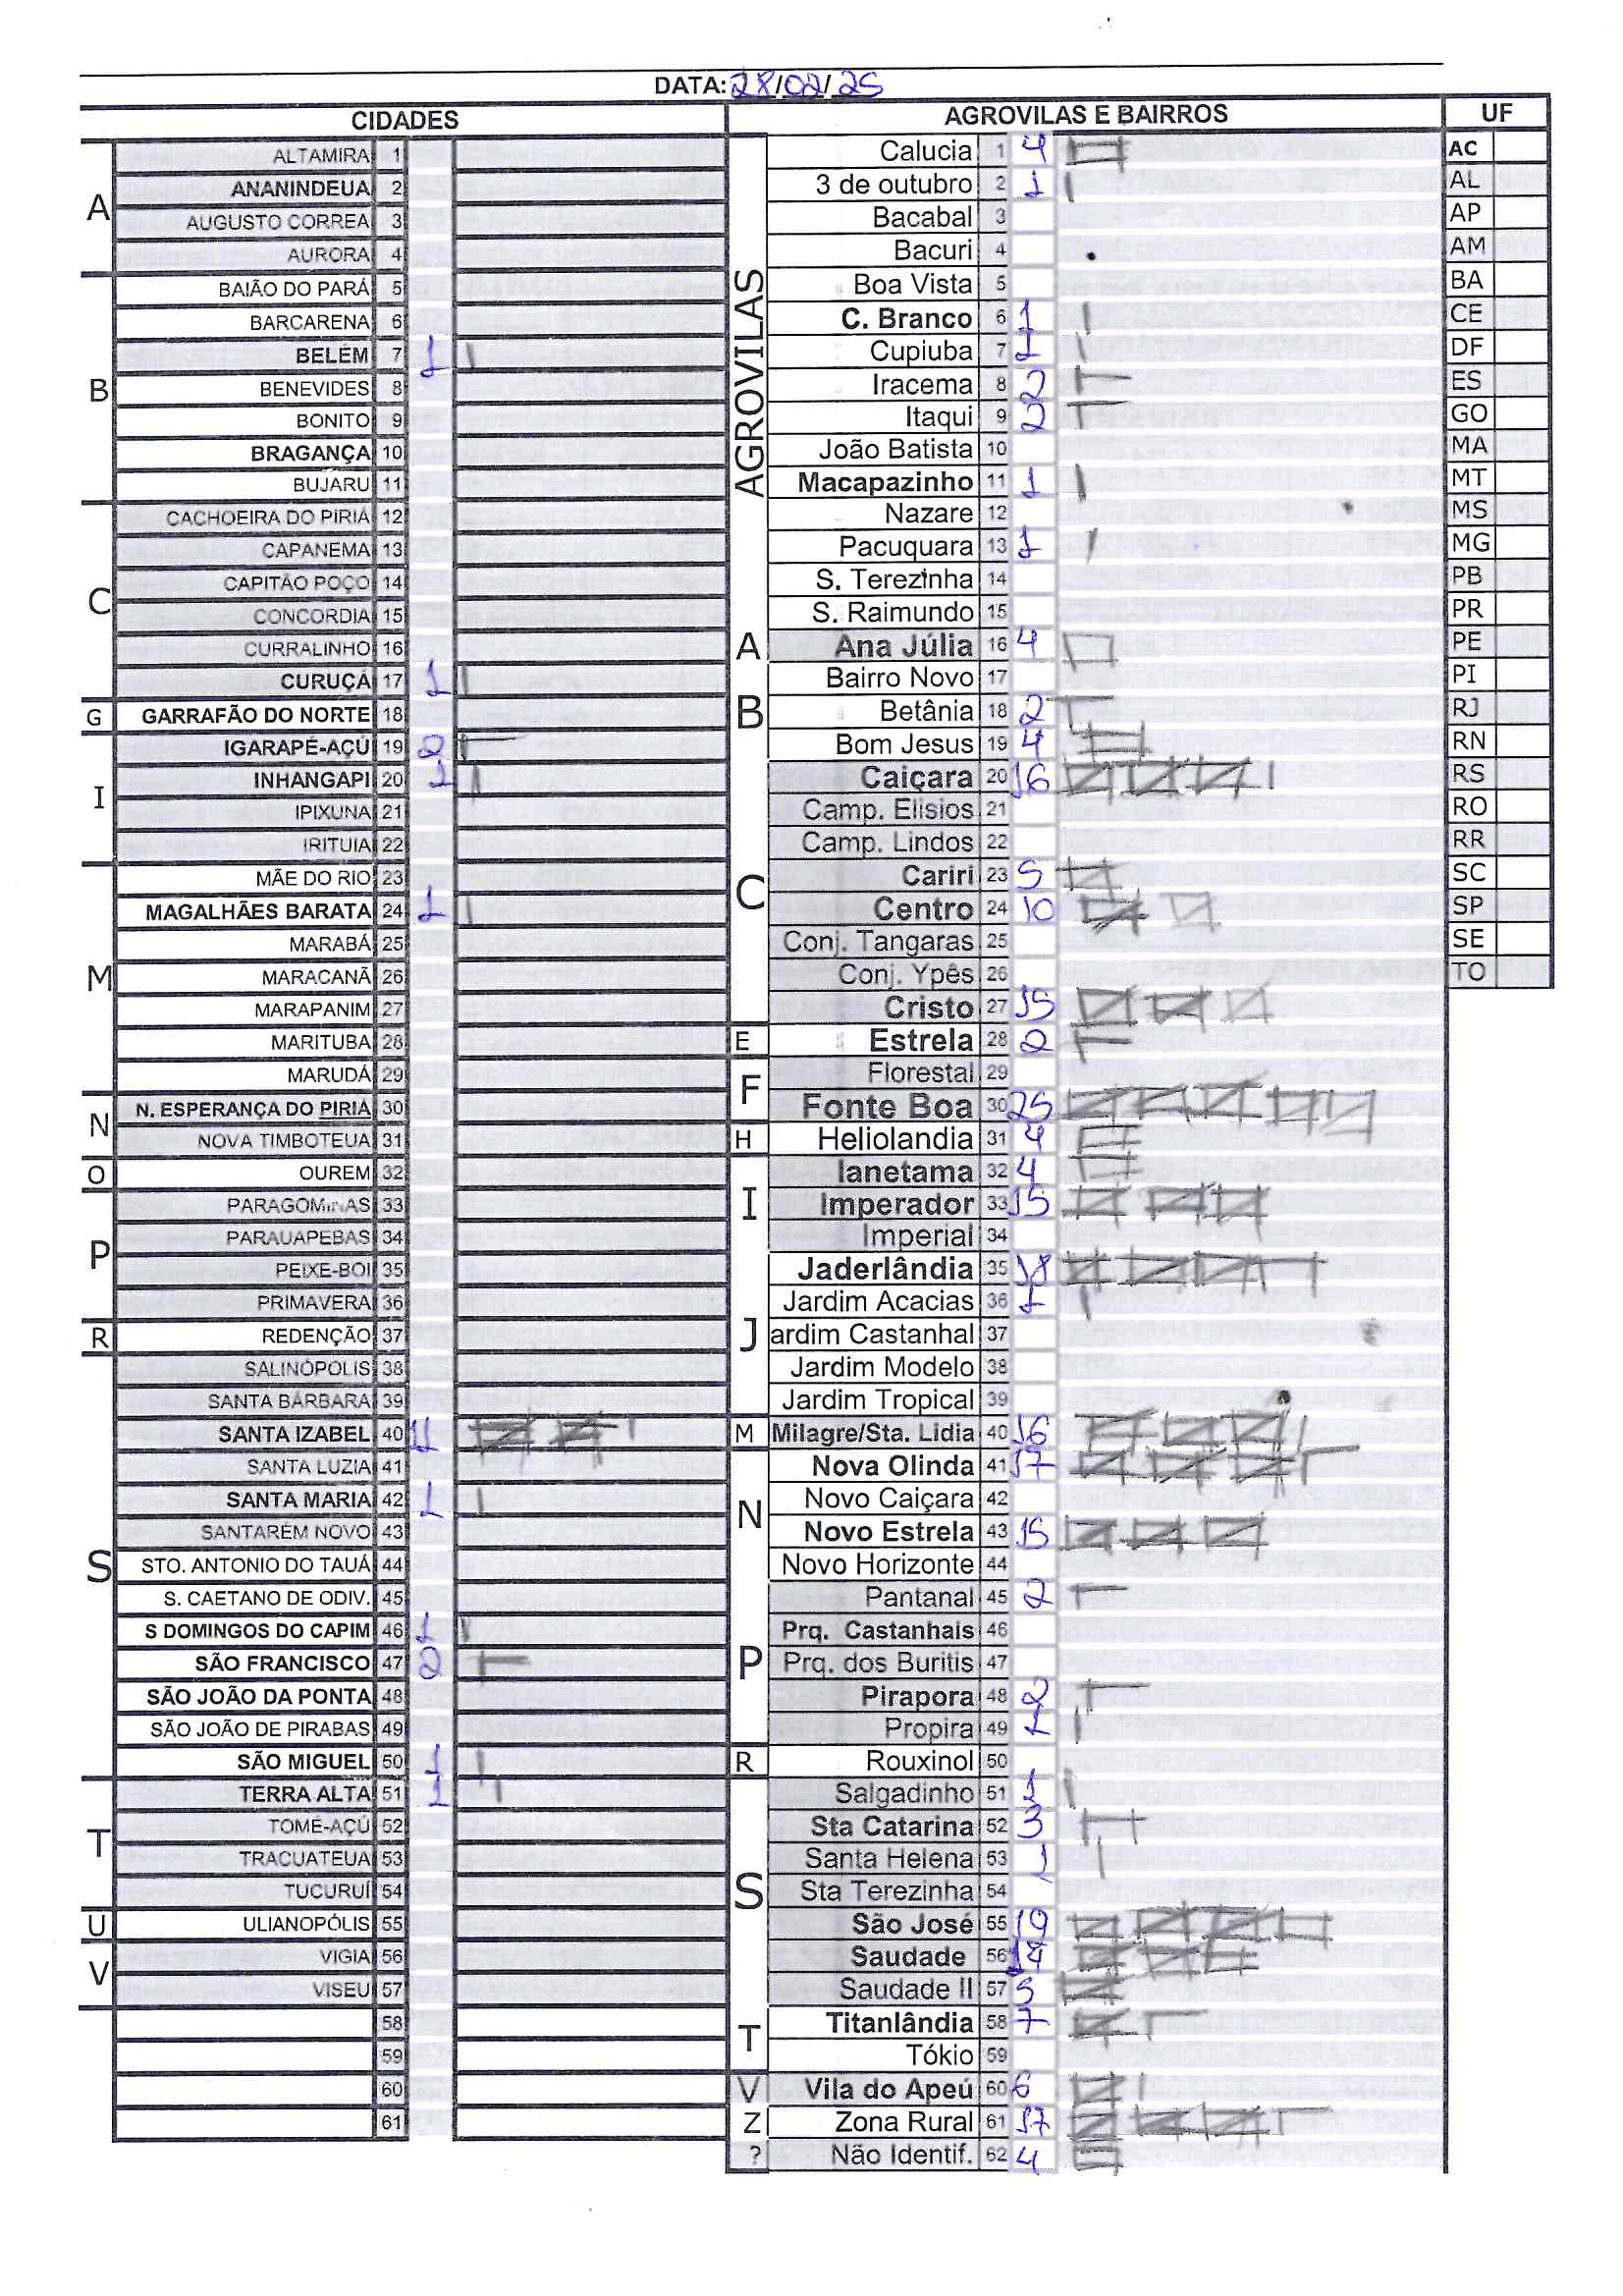 DATA: 28/02/25
CIDADES
A
ALTAMIRA 1
ANANINDEUA 2
AUGUSTO CORREA 3
AURORA 4
B
BAIÃO DO PARÁ 5
BARCARENA 6
BELÉM 7 1
BENEVIDES 8
BONITO 9
BRAGANÇA 10
BUJARU 11
C
CACHOEIRA DO PIRIÁ 12
CAPANEMA 13
CAPITÃO POÇO 14
CONCORDIA 15
CURRALINHO 16
CURUÇÁ 17 1
G
GARRAFÃO DO NORTE 18
I
IGARAPÉ-AÇÚ 19 2
INHANGAPI 20 1
IPIXUNA 21
IRITUIA 22
M
MÃE DO RIO 23
MAGALHÃES BARATA 24 1
MARABÁ 25
MARACANÃ 26
MARAPANIM 27
MARITUBA 28
MARUDÁ 29
N
N. ESPERANÇA DO PIRIÁ 30
NOVA TIMBOTEUA 31
O
OUREM 32
P
PARAGOMINAS 33
PARAUAPEBAS 34
PEIXE-BOI 35
PRIMAVERA 36
R
REDENÇÃO 37
S
SALINÓPOLIS 38
SANTA BÁRBARA 39
SANTA IZABEL 40 11
SANTA LUZIA 41
SANTA MARIA 42 1
SANTARÉM NOVO 43
STO. ANTONIO DO TAUÁ 44
S. CAETANO DE ODIV. 45
S DOMINGOS DO CAPIM 46 1
SÃO FRANCISCO 47 2
SÃO JOÃO DA PONTA 48
SÃO JOÃO DE PIRABAS 49
SÃO MIGUEL 50 1
T
TERRA ALTA 51 1
TOMÉ-AÇÚ 52
TRACUATEUA 53
TUCURUÍ 54
U
ULIANOPÓLIS 55
V
VIGIA 56
VISEU 57
58
59
60
61
AGROVILAS E BAIRROS
AGROVILAS
Calucia 1 4
3 de outubro 2 1
Bacabal 3
Bacuri 4
Boa Vista 5
C. Branco 6 1
Cupiuba 7 1
Iracema 8 2
Itaqui 9 2
João Batista 10
Macapazinho 11 1
Nazare 12
Pacuquara 13 1
S. Terezinha 14
S. Raimundo 15
A
Ana Júlia 16 4
B
Bairro Novo 17
Betânia 18 2
Bom Jesus 19 4
C
Caiçara 20 16
Camp. Elisios 21
Camp. Lindos 22
Cariri 23 5
Centro 24 10
Conj. Tangaras 25
Conj. Ypês 26
Cristo 27 15
E
Estrela 28 2
F
Florestal 29
Fonte Boa 30 25
H
Heliolandia 31 4
I
Ianetama 32 4
Imperador 33 15
Imperial 34
J
Jaderlândia 35 18
Jardim Acacias 36 1
ardim Castanhal 37
Jardim Modelo 38
Jardim Tropical 39
M
Milagre/Sta. Lidia 40 16
N
Nova Olinda 41 17
Novo Caiçara 42
Novo Estrela 43 15
Novo Horizonte 44
P
Pantanal 45 2
Prq. Castanhais 46
Prq. dos Buritis 47
Pirapora 48 2
Propira 49 1
R
Rouxinol 50
S
Salgadinho 51 1
Sta Catarina 52 3
Santa Helena 53 1
Sta Terezinha 54
São José 55 19
Saudade 56 14
Saudade II 57 5
T
Titanlândia 58 7
Tókio 59
V
Vila do Apeú 60 6
Z
Zona Rural 61 17
?
Não Identif. 62 4
UF
AC
AL
AP
AM
BA
CE
DF
ES
GO
MA
MT
MS
MG
PB
PR
PE
PI
RJ
RN
RS
RO
RR
SC
SP
SE
TO